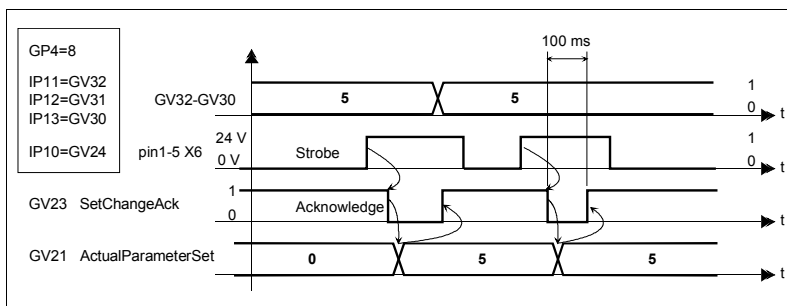 GP4=8
IP11=GV32
IP12=GV31
IP13=GV30
IP10=GV24
100 ms
GV32-GV30
5
5
1
0
t
pin1-5 X6
24 V
0 V
Strobe
1
0
t
GV23 SetChangeAck
1
0
Acknowledge
t
GV21 ActualParameterSet
0
5
5
t